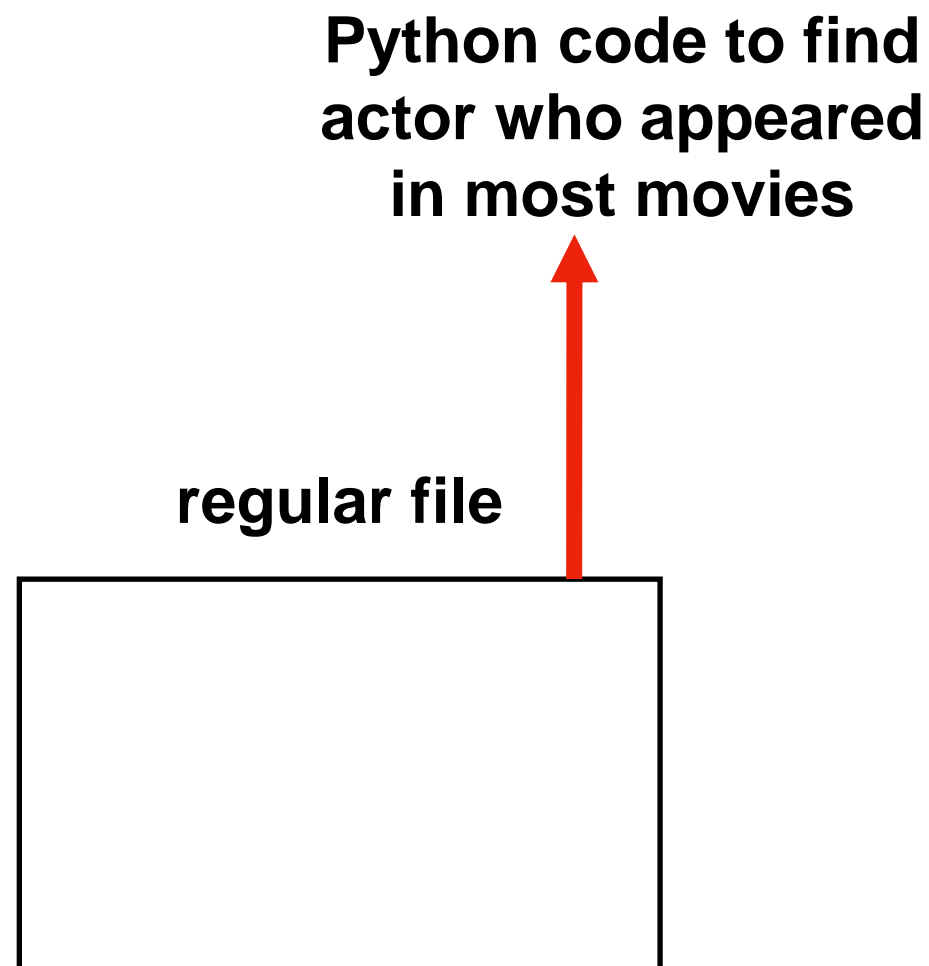 Python code to find
actor who appeared
in most movies
regular file